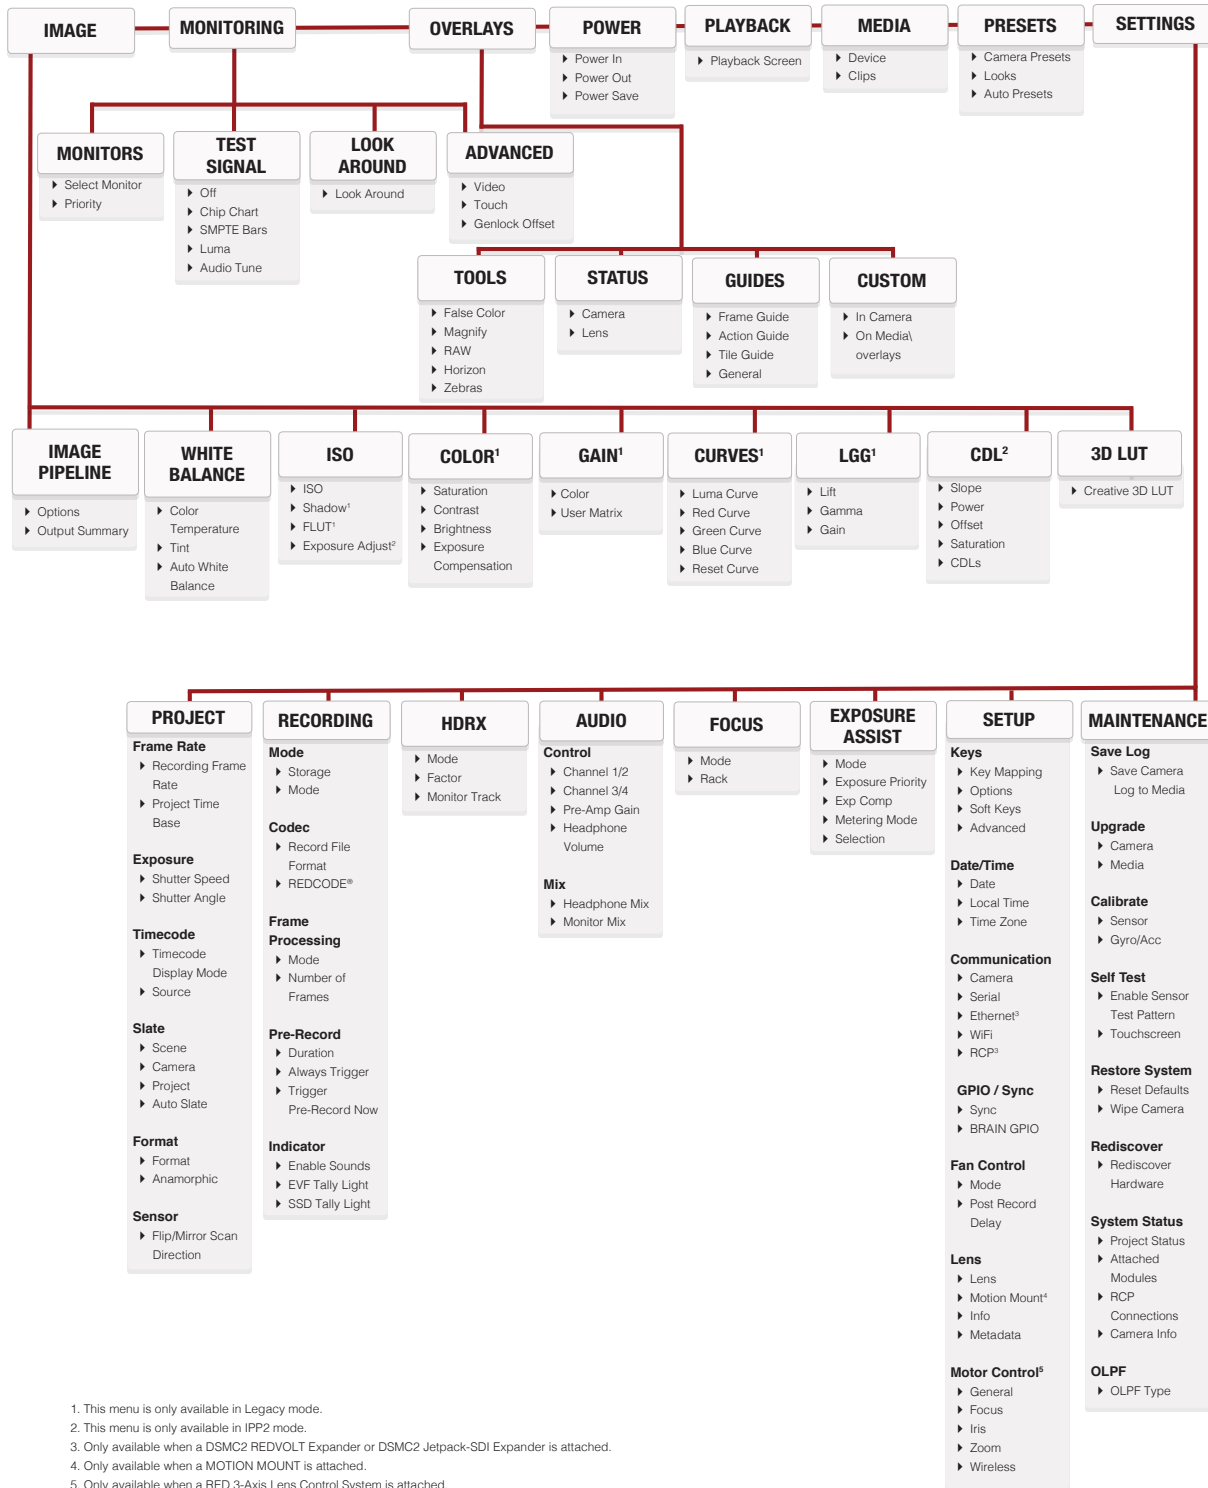 IMAGE
MONITORING
OVERLAYS
POWER
PLAYBACK
MEDIA
PRESETS
SETTINGS
Power In
Power Out
Power Save
Playback Screen
Device
Clips
Camera Presets
Looks
Auto Presets
MONITORS
Select Monitor
Priority
TEST
SIGNAL
Off
Chip Chart
SMPTE Bars
Luma
Audio Tune
LOOK
AROUND
Look Around
ADVANCED
Video
Touch
Genlock Offset
TOOLS
False Color
Magnify
RAW
Horizon
Zebras
STATUS
Camera
Lens
GUIDES
Frame Guide
Action Guide
Tile Guide
General
CUSTOM
In Camera
On Media\
overlays
IMAGE
PIPELINE
Options
Output Summary
WHITE
BALANCE
Color
Temperature
Tint
Auto White
Balance
ISO
ISO
Shadow¹
FLUT¹
Exposure Adjust²
COLOR¹
Saturation
Contrast
Brightness
Exposure
Compensation
GAIN¹
Color
User Matrix
CURVES¹
Luma Curve
Red Curve
Green Curve
Blue Curve
Reset Curve
LGG¹
Lift
Gamma
Gain
CDL²
Slope
Power
Offset
Saturation
CDLs
3D LUT
Creative 3D LUT
PROJECT
Frame Rate
Recording Frame
Rate
Project Time
Base
Exposure
Shutter Speed
Shutter Angle
Timecode
Timecode
Display Mode
Source
Slate
Scene
Camera
Project
Auto Slate
Format
Format
Anamorphic
Sensor
Flip/Mirror Scan
Direction
RECORDING
Mode
Storage
Mode
Codec
Record File
Format
REDCODE®
Frame
Processing
Mode
Number of
Frames
Pre-Record
Duration
Always Trigger
Trigger
Pre-Record Now
Indicator
Enable Sounds
EVF Tally Light
SSD Tally Light
HDRX
Mode
Factor
Monitor Track
AUDIO
Control
Channel 1/2
Channel 3/4
Pre-Amp Gain
Headphone
Volume
Mix
Headphone Mix
Monitor Mix
FOCUS
Mode
Rack
EXPOSURE
ASSIST
Mode
Exposure Priority
Exp Comp
Metering Mode
Selection
SETUP
Keys
Key Mapping
Options
Soft Keys
Advanced
Date/Time
Date
Local Time
Time Zone
Communication
Camera
Serial
Ethernet³
WiFi
RCP³
GPIO / Sync
Sync
BRAIN GPIO
Fan Control
Mode
Post Record
Delay
Lens
Lens
Motion Mount⁴
Info
Metadata
Motor Control⁵
General
Focus
Iris
Zoom
Wireless
MAINTENANCE
Save Log
Save Camera
Log to Media
Upgrade
Camera
Media
Calibrate
Sensor
Gyro/Acc
Self Test
Enable Sensor
Test Pattern
Touchscreen
Restore System
Reset Defaults
Wipe Camera
Rediscover
Rediscover
Hardware
System Status
Project Status
Attached
Modules
RCP
Connections
Camera Info
OLPF
OLPF Type
1. This menu is only available in Legacy mode.
2. This menu is only available in IPP2 mode.
3. Only available when a DSMC2 REDVOLT Expander or DSMC2 Jetpack-SDI Expander is attached.
4. Only available when a MOTION MOUNT is attached.
5. Only available when a RED 3-Axis Lens Control System is attached.